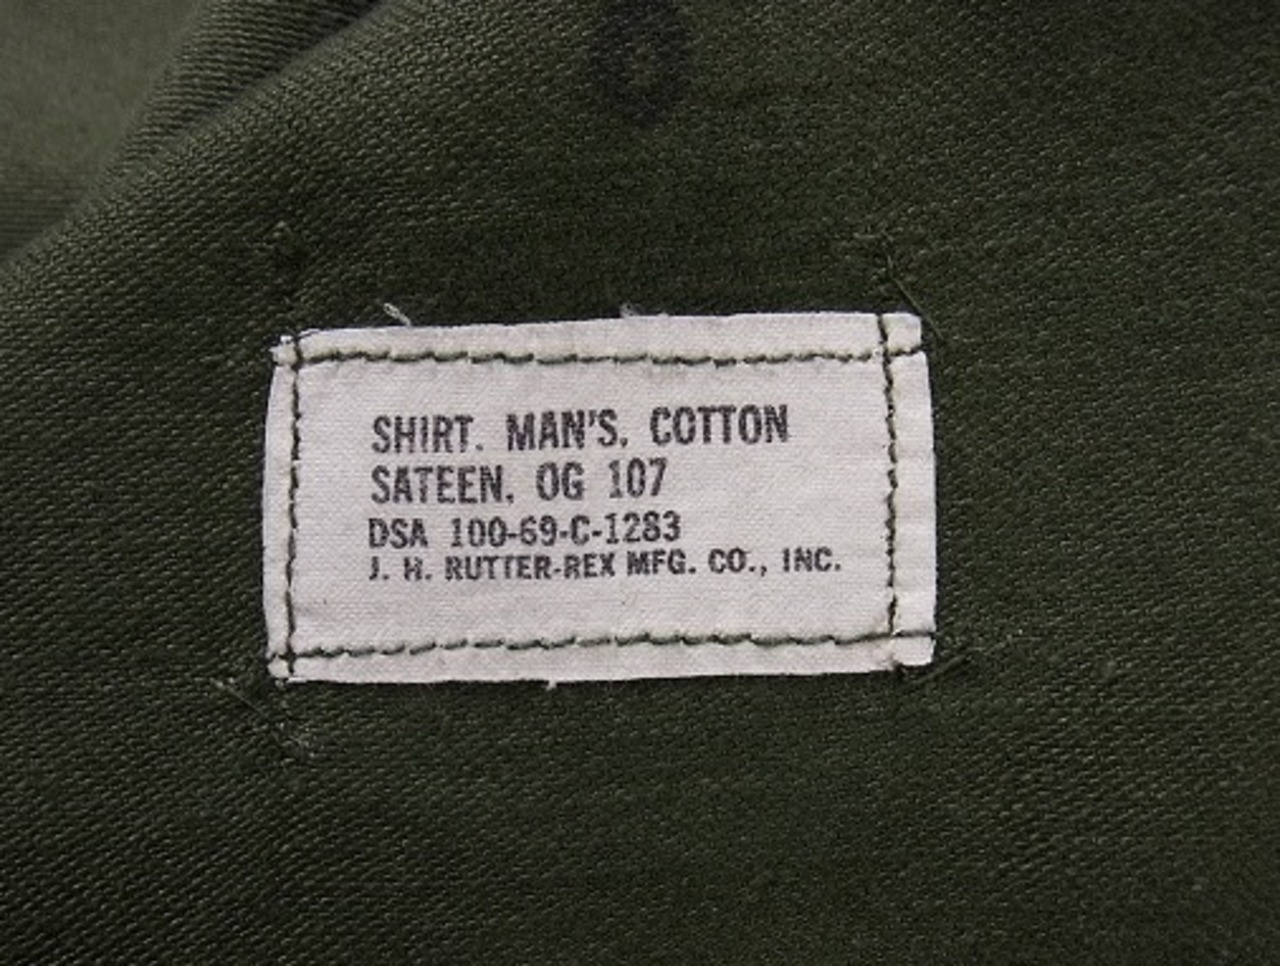 SHIRT. MAN'S. COTTON
SATEEN. OG 107
DSA 100-69-C-1283
J. H. RUTTER-REX MFG. CO., INC.